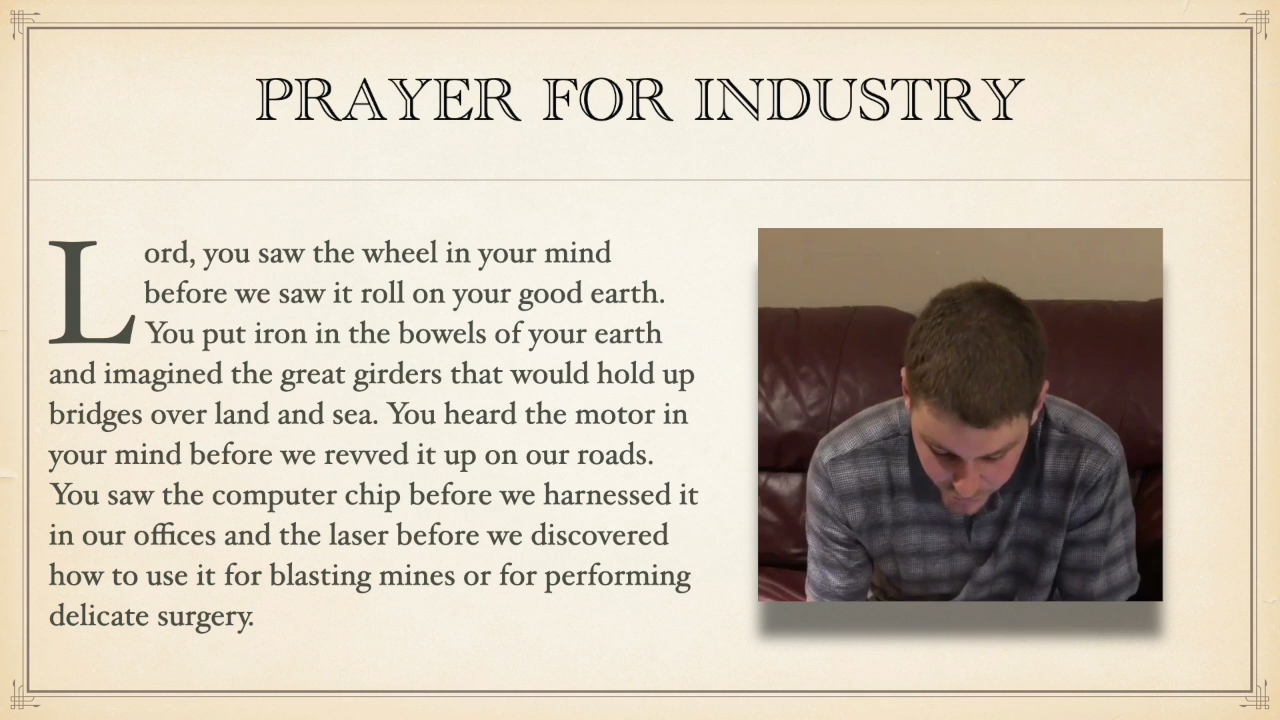 PRAYER FOR INDUSTRY
Lord, you saw the wheel in your mind
before we saw it roll on your good earth.
You put iron in the bowels of your earth
and imagined the great girders that would hold up
bridges over land and sea. You heard the motor in
your mind before we revved it up on our roads.
You saw the computer chip before we harnessed it
in our offices and the laser before we discovered
how to use it for blasting mines or for performing
delicate surgery.